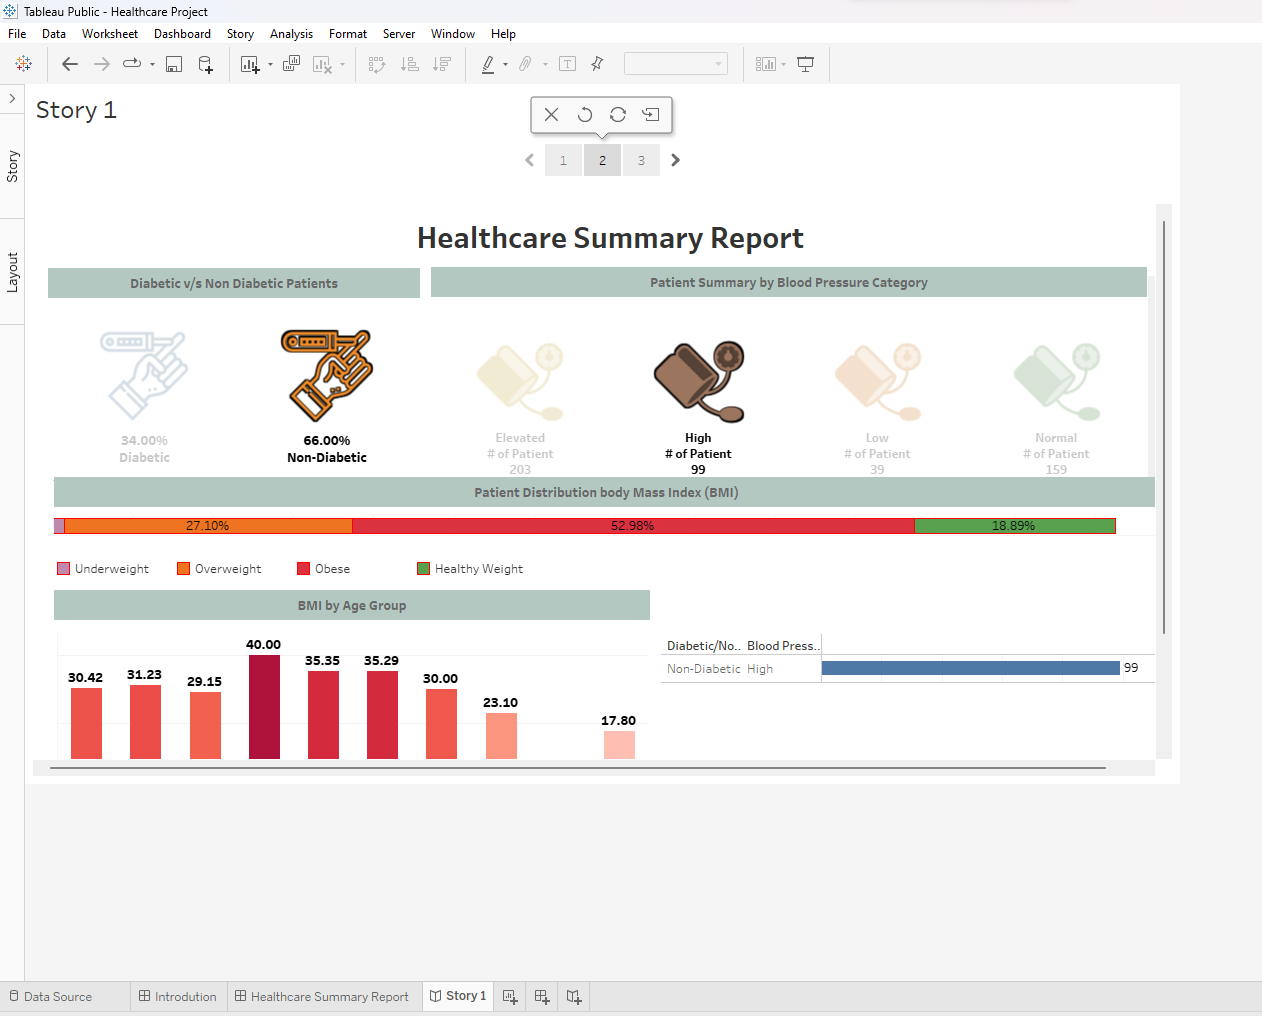 Tableau Public - Healthcare Project
File Data Worksheet Dashboard Story Analysis Format Server Window Help
Story 1
1 2 3
Story
Layout
Healthcare Summary Report
Diabetic v/s Non Diabetic Patients
Patient Summary by Blood Pressure Category
34.00%
Diabetic
66.00%
Non-Diabetic
Elevated
# of Patient
203
High
# of Patient
99
Low
# of Patient
39
Normal
# of Patient
159
Patient Distribution body Mass Index (BMI)
27.10% 52.98% 18.89%
Underweight Overweight Obese Healthy Weight
BMI by Age Group
30.42 31.23 29.15 40.00 35.35 35.29 30.00 23.10 17.80
Diabetic/No.. Blood Press..
Non-Diabetic High 99
Data Source Introdution Healthcare Summary Report Story 1